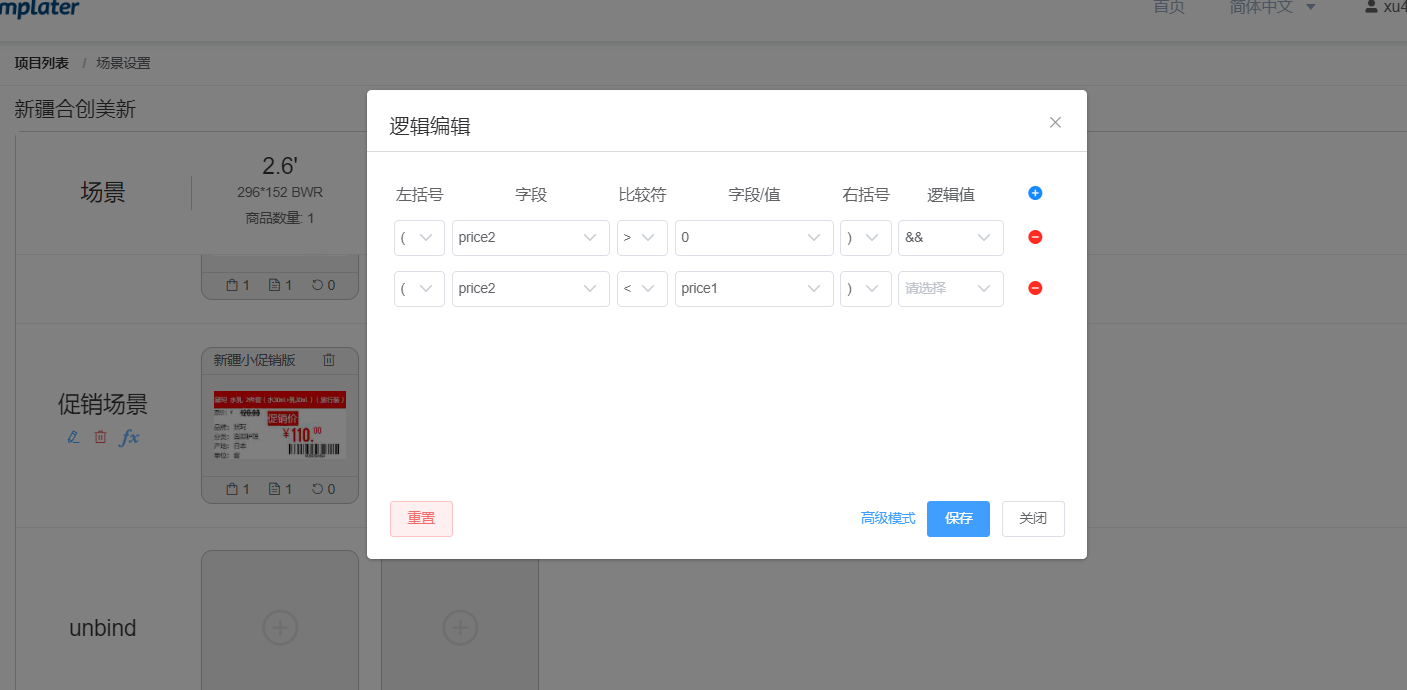 mplater
首页 简体中文 xu4
项目列表 / 场景设置
新疆合创美新
场景
2.6'
296*152 BWR
商品数量: 1
1 1 0
促销场景
fx
新疆小促销版
促销价
¥110.00
1 1 0
unbind
逻辑编辑
左括号 字段 比较符 字段/值 右括号 逻辑值
( price2 > 0 ) &&
( price2 < price1 ) 请选择
重置 高级模式 保存 关闭